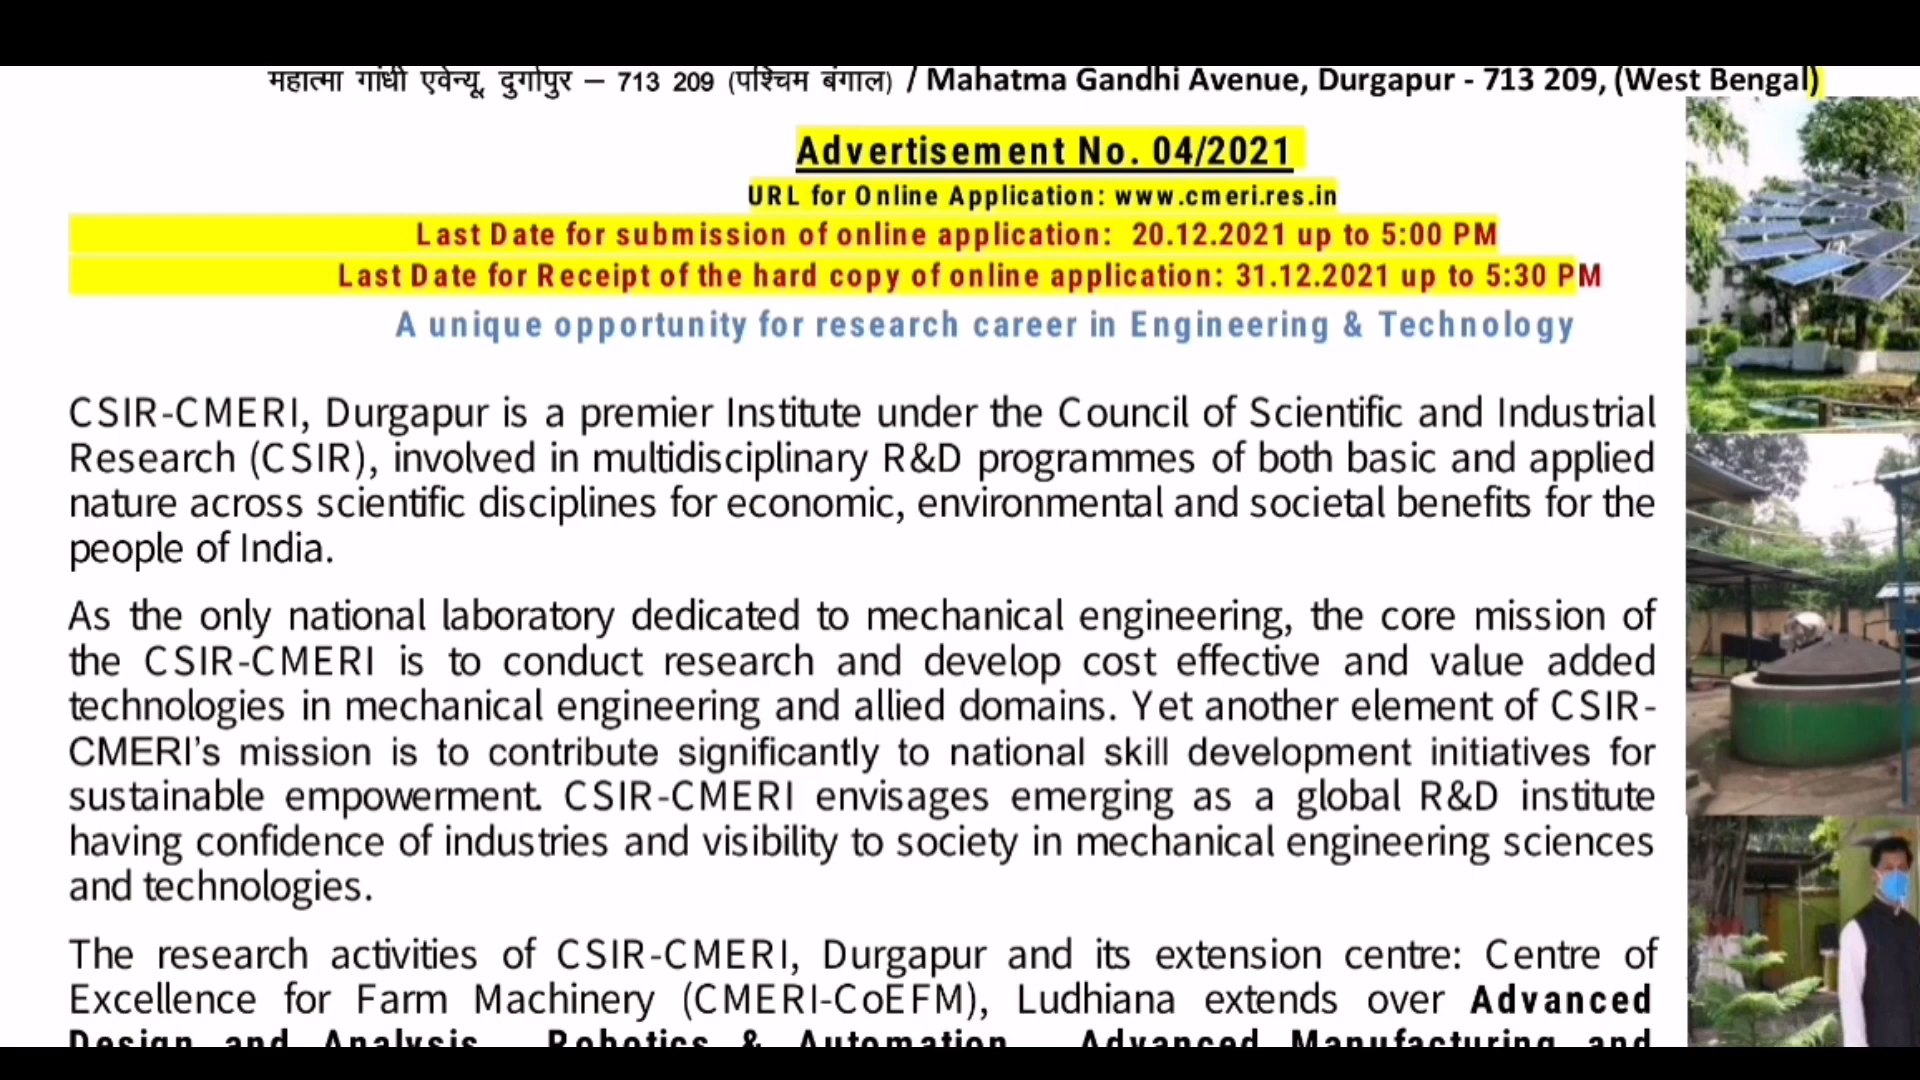 महात्मा गांधी एवेन्यू, दुर्गापुर – 713 209 (पश्चिम बंगाल) / Mahatma Gandhi Avenue, Durgapur - 713 209, (West Bengal)
Advertisement No. 04/2021
URL for Online Application: www.cmeri.res.in
Last Date for submission of online application: 20.12.2021 up to 5:00 PM
Last Date for Receipt of the hard copy of online application: 31.12.2021 up to 5:30 PM
A unique opportunity for research career in Engineering & Technology
CSIR-CMERI, Durgapur is a premier Institute under the Council of Scientific and Industrial
Research (CSIR), involved in multidisciplinary R&D programmes of both basic and applied
nature across scientific disciplines for economic, environmental and societal benefits for the
people of India.
As the only national laboratory dedicated to mechanical engineering, the core mission of
the CSIR-CMERI is to conduct research and develop cost effective and value added
technologies in mechanical engineering and allied domains. Yet another element of CSIR-
CMERI’s mission is to contribute significantly to national skill development initiatives for
sustainable empowerment. CSIR-CMERI envisages emerging as a global R&D institute
having confidence of industries and visibility to society in mechanical engineering sciences
and technologies.
The research activities of CSIR-CMERI, Durgapur and its extension centre: Centre of
Excellence for Farm Machinery (CMERI-CoEFM), Ludhiana extends over Advanced
Design and Analysis, Robotics & Automation, Advanced Manufacturing and